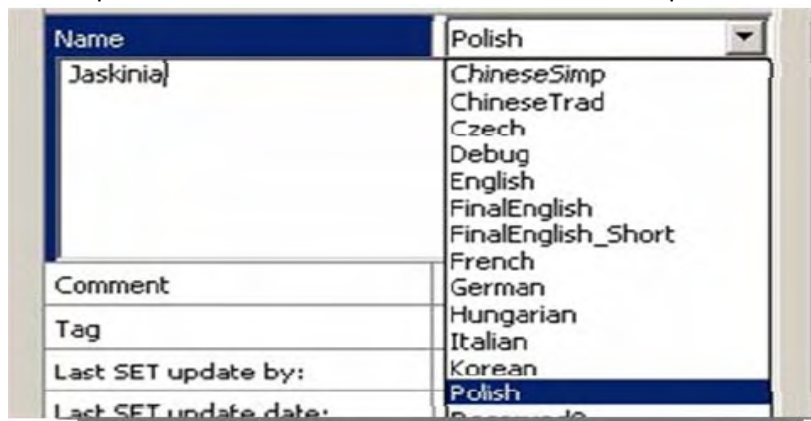 Name
Polish
Jaskinia
ChineseSimp
ChineseTrad
Czech
Debug
English
FinalEnglish
FinalEnglish_Short
French
German
Hungarian
Italian
Korean
Polish
Comment
Tag
Last SET update by:
Last SET update date: